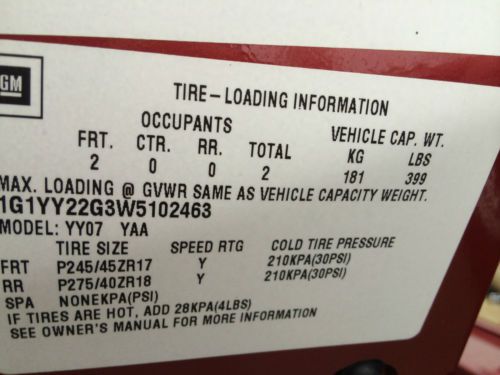 GM
TIRE-LOADING INFORMATION
OCCUPANTS VEHICLE CAP. WT.
FRT. CTR. RR. TOTAL KG LBS
2 0 0 2 181 399
MAX. LOADING @ GVWR SAME AS VEHICLE CAPACITY WEIGHT.
1G1YY22G3W5102463
MODEL: YY07 YAA
TIRE SIZE SPEED RTG COLD TIRE PRESSURE
FRT P245/45ZR17 Y 210KPA(30PSI)
RR P275/40ZR18 Y 210KPA(30PSI)
SPA NONEKPA(PSI)
IF TIRES ARE HOT, ADD 28KPA(4LBS)
SEE OWNER'S MANUAL FOR MORE INFORMATION